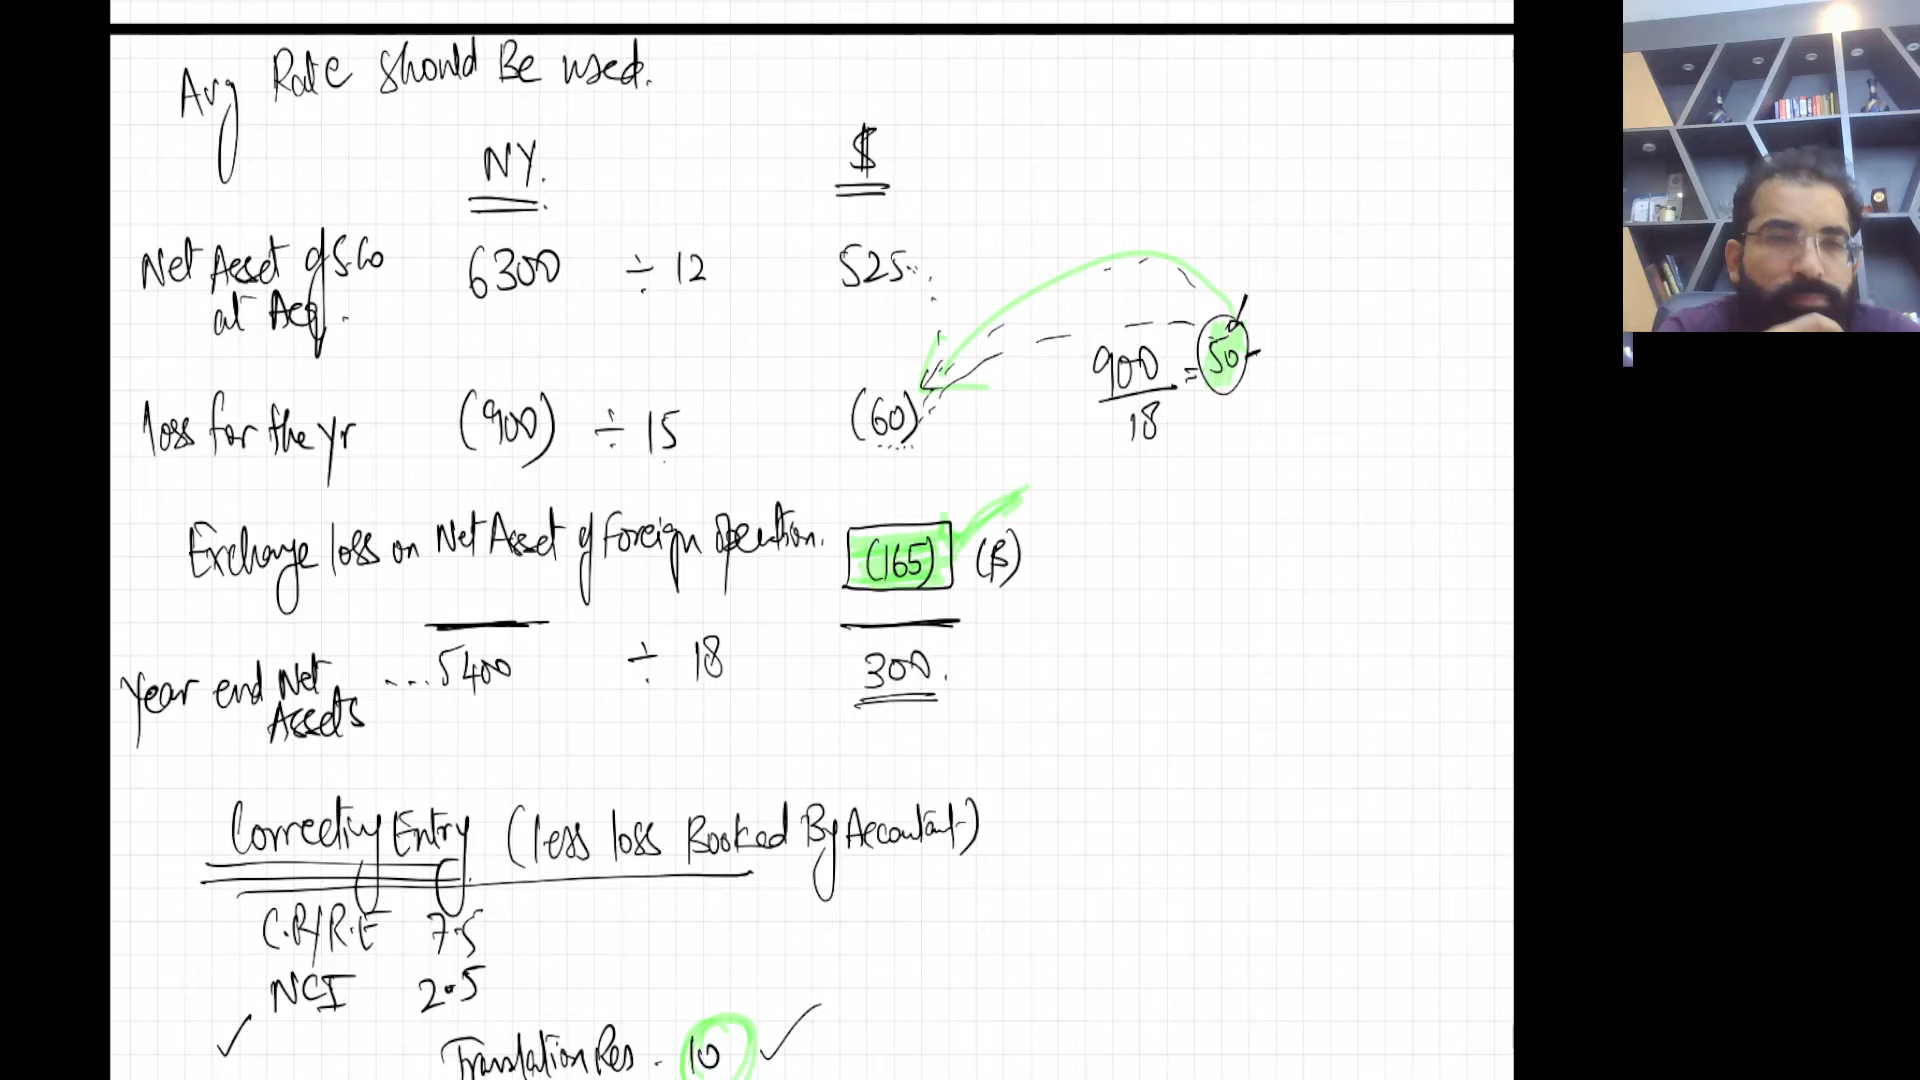 Avg Rate should Be used.
NY. $
Net Asset of S.Co at Acq. 6300 ÷ 12 525
900 / 18 = 50
loss for the yr (900) ÷ 15 (60)
Exchange loss on Net Asset of Foreign Operation. (165) (B)
Year end Net Assets ... 5400 ÷ 18 300.
Correcting Entry (less loss Booked By Accountant)
C.R/R.E 7.5
NCI 2.5
Translation Res. 10